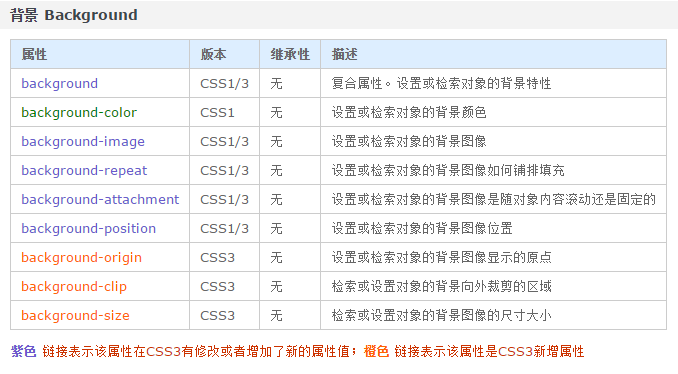 背景 Background
属性 版本 继承性 描述
background CSS1/3 无 复合属性。设置或检索对象的背景特性
background-color CSS1 无 设置或检索对象的背景颜色
background-image CSS1/3 无 设置或检索对象的背景图像
background-repeat CSS1/3 无 设置或检索对象的背景图像如何铺排填充
background-attachment CSS1/3 无 设置或检索对象的背景图像是随对象内容滚动还是固定的
background-position CSS1/3 无 设置或检索对象的背景图像位置
background-origin CSS3 无 设置或检索对象的背景图像显示的原点
background-clip CSS3 无 检索或设置对象的背景向外裁剪的区域
background-size CSS3 无 检索或设置对象的背景图像的尺寸大小
紫色 链接表示该属性在CSS3有修改或者增加了新的属性值；橙色 链接表示该属性是CSS3新增属性